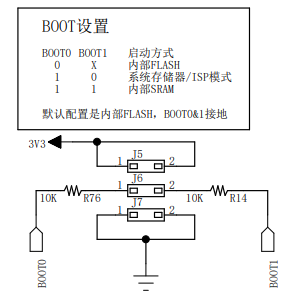 BOOT设置
BOOT0 BOOT1 启动方式
0 X 内部FLASH
1 0 系统存储器/ISP模式
1 1 内部SRAM
默认配置是内部FLASH, BOOT0&1接地
3V3
J5
1 2
J6
1 2
10K R76 10K R14
J7
1 2
BOOT0 BOOT1